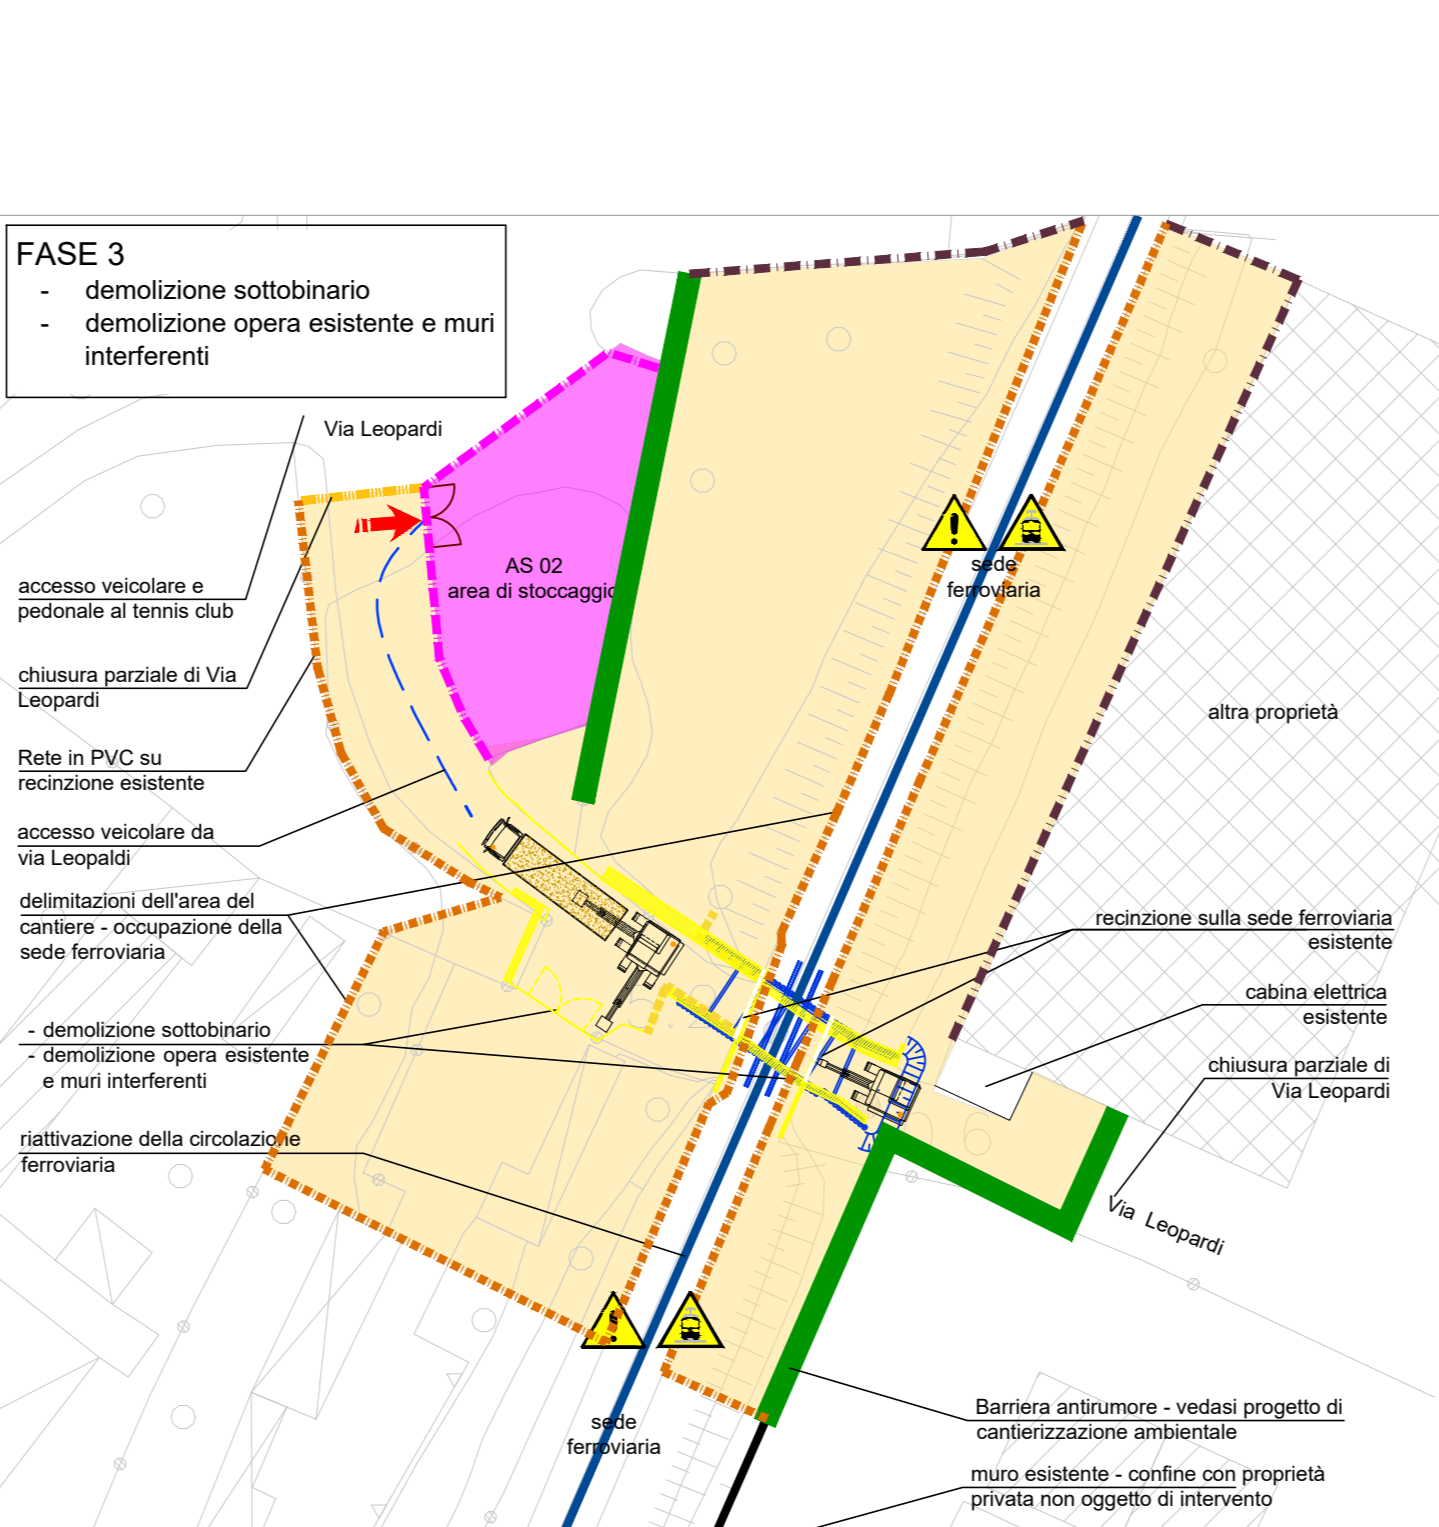 FASE 3
- demolizione sottobinario
- demolizione opera esistente e muri
interferenti
Via Leopardi
accesso veicolare e
pedonale al tennis club
chiusura parziale di Via
Leopardi
Rete in PVC su
recinzione esistente
accesso veicolare da
via Leopaldi
delimitazioni dell'area del
cantiere - occupazione della
sede ferroviaria
- demolizione sottobinario
- demolizione opera esistente
e muri interferenti
riattivazione della circolazione
ferroviaria
AS 02
area di stoccaggio
sede
ferroviaria
altra proprietà
recinzione sulla sede ferroviaria
esistente
cabina elettrica
esistente
chiusura parziale di
Via Leopardi
Via Leopardi
sede
ferroviaria
Barriera antirumore - vedasi progetto di
cantierizzazione ambientale
muro esistente - confine con proprietà
privata non oggetto di intervento